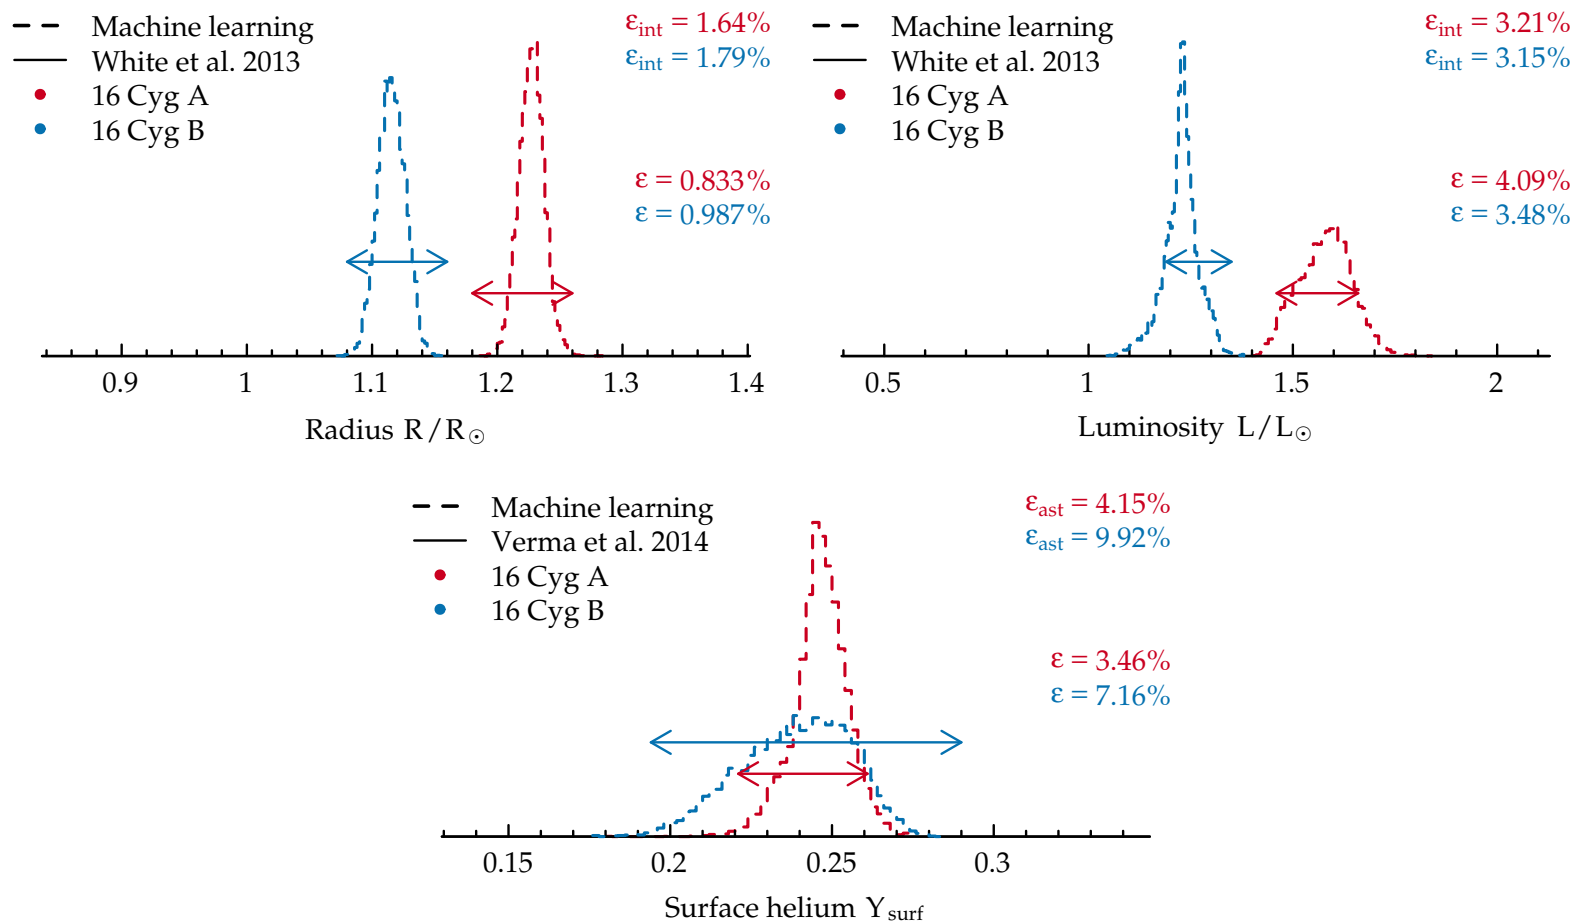 Machine learning
White et al. 2013
16 Cyg A
16 Cyg B
εint = 1.64%
εint = 1.79%
ε = 0.833%
ε = 0.987%
0.9 1 1.1 1.2 1.3 1.4
Radius R/R☉
Machine learning
White et al. 2013
16 Cyg A
16 Cyg B
εint = 3.21%
εint = 3.15%
ε = 4.09%
ε = 3.48%
0.5 1 1.5 2
Luminosity L/L☉
Machine learning
Verma et al. 2014
16 Cyg A
16 Cyg B
εast = 4.15%
εast = 9.92%
ε = 3.46%
ε = 7.16%
0.15 0.2 0.25 0.3
Surface helium Ysurf